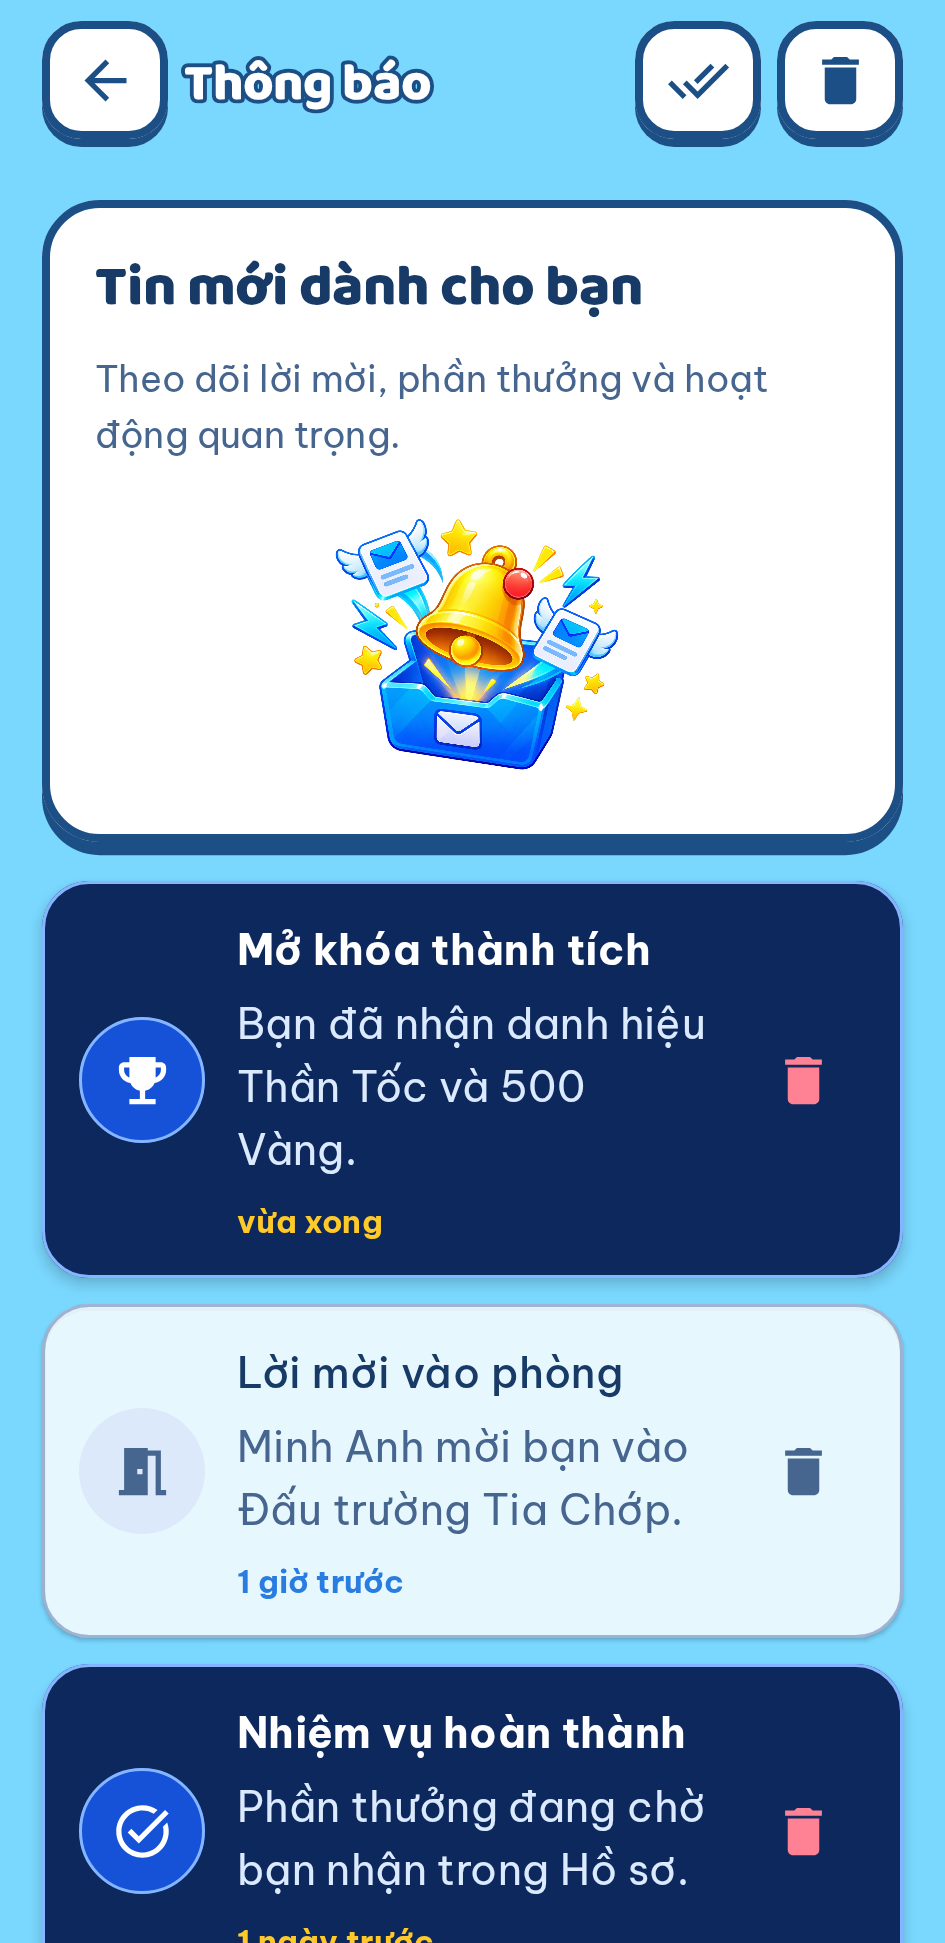 Thông báo
Tin mới dành cho bạn
Theo dõi lời mời, phần thưởng và hoạt
động quan trọng.
Mở khóa thành tích
Bạn đã nhận danh hiệu
Thần Tốc và 500
Vàng.
vừa xong
Lời mời vào phòng
Minh Anh mời bạn vào
Đấu trường Tia Chớp.
1 giờ trước
Nhiệm vụ hoàn thành
Phần thưởng đang chờ
bạn nhận trong Hồ sơ.
1 ngày trước